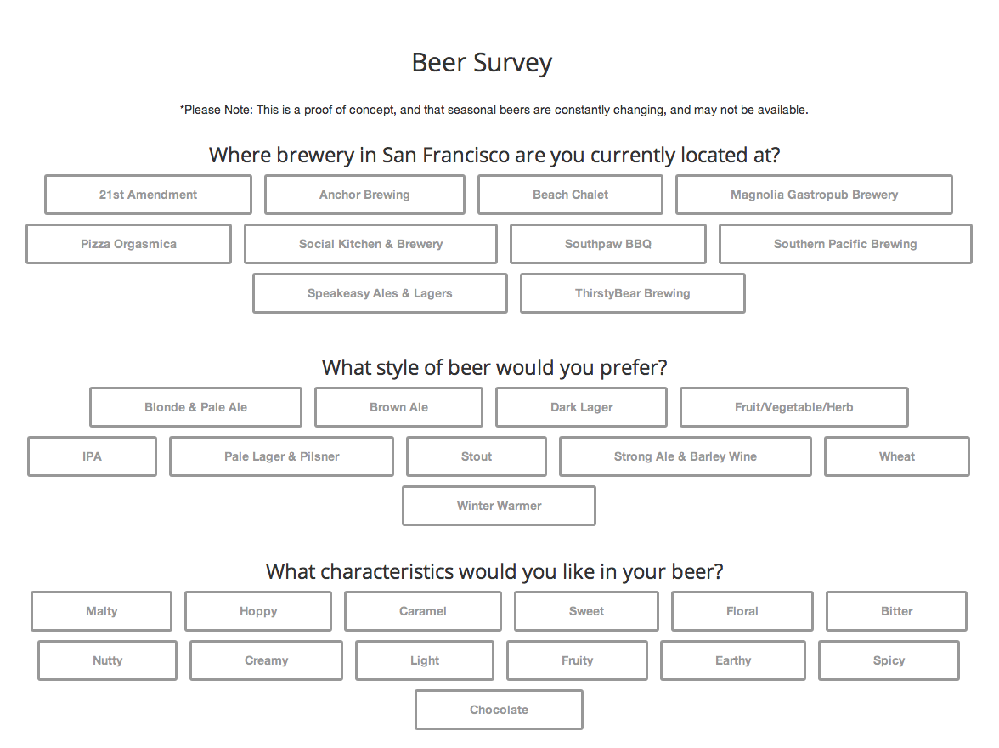 Beer Survey
*Please Note: This is a proof of concept, and that seasonal beers are constantly changing, and may not be available.
Where brewery in San Francisco are you currently located at?
21st Amendment Anchor Brewing Beach Chalet Magnolia Gastropub Brewery
Pizza Orgasmica Social Kitchen & Brewery Southpaw BBQ Southern Pacific Brewing
Speakeasy Ales & Lagers ThirstyBear Brewing
What style of beer would you prefer?
Blonde & Pale Ale Brown Ale Dark Lager Fruit/Vegetable/Herb
IPA Pale Lager & Pilsner Stout Strong Ale & Barley Wine Wheat
Winter Warmer
What characteristics would you like in your beer?
Malty Hoppy Caramel Sweet Floral Bitter
Nutty Creamy Light Fruity Earthy Spicy
Chocolate